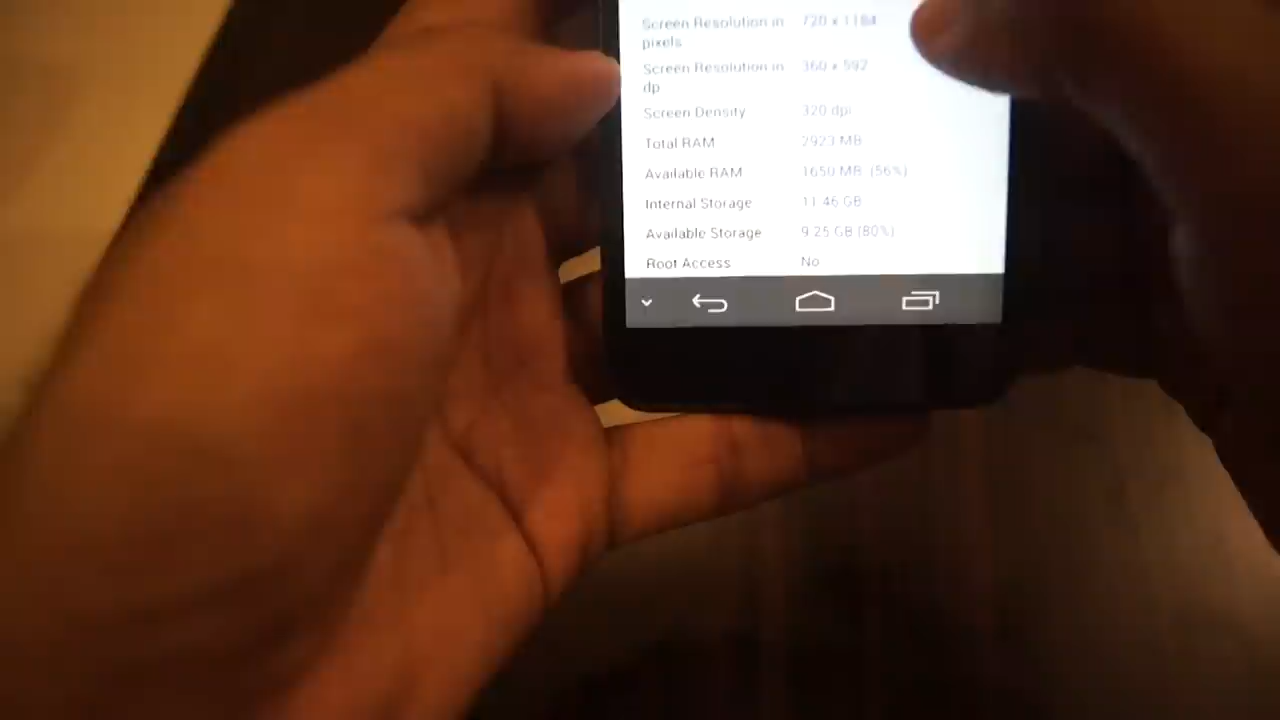 Screen Resolution in 720 x 1184
pixels
Screen Resolution in 360 x 592
dp
Screen Density 320 dpi
Total RAM 2923 MB
Available RAM 1650 MB (56%)
Internal Storage 11.46 GB
Available Storage 9.25 GB (80%)
Root Access No